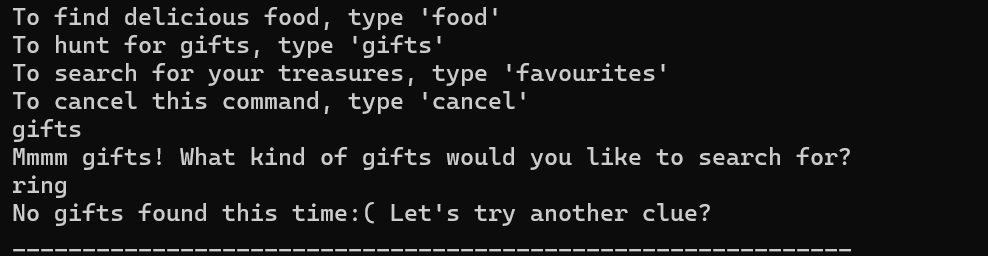 To find delicious food, type 'food'
To hunt for gifts, type 'gifts'
To search for your treasures, type 'favourites'
To cancel this command, type 'cancel'
gifts
Mmmm gifts! What kind of gifts would you like to search for?
ring
No gifts found this time:( Let's try another clue?
____________________________________________________________